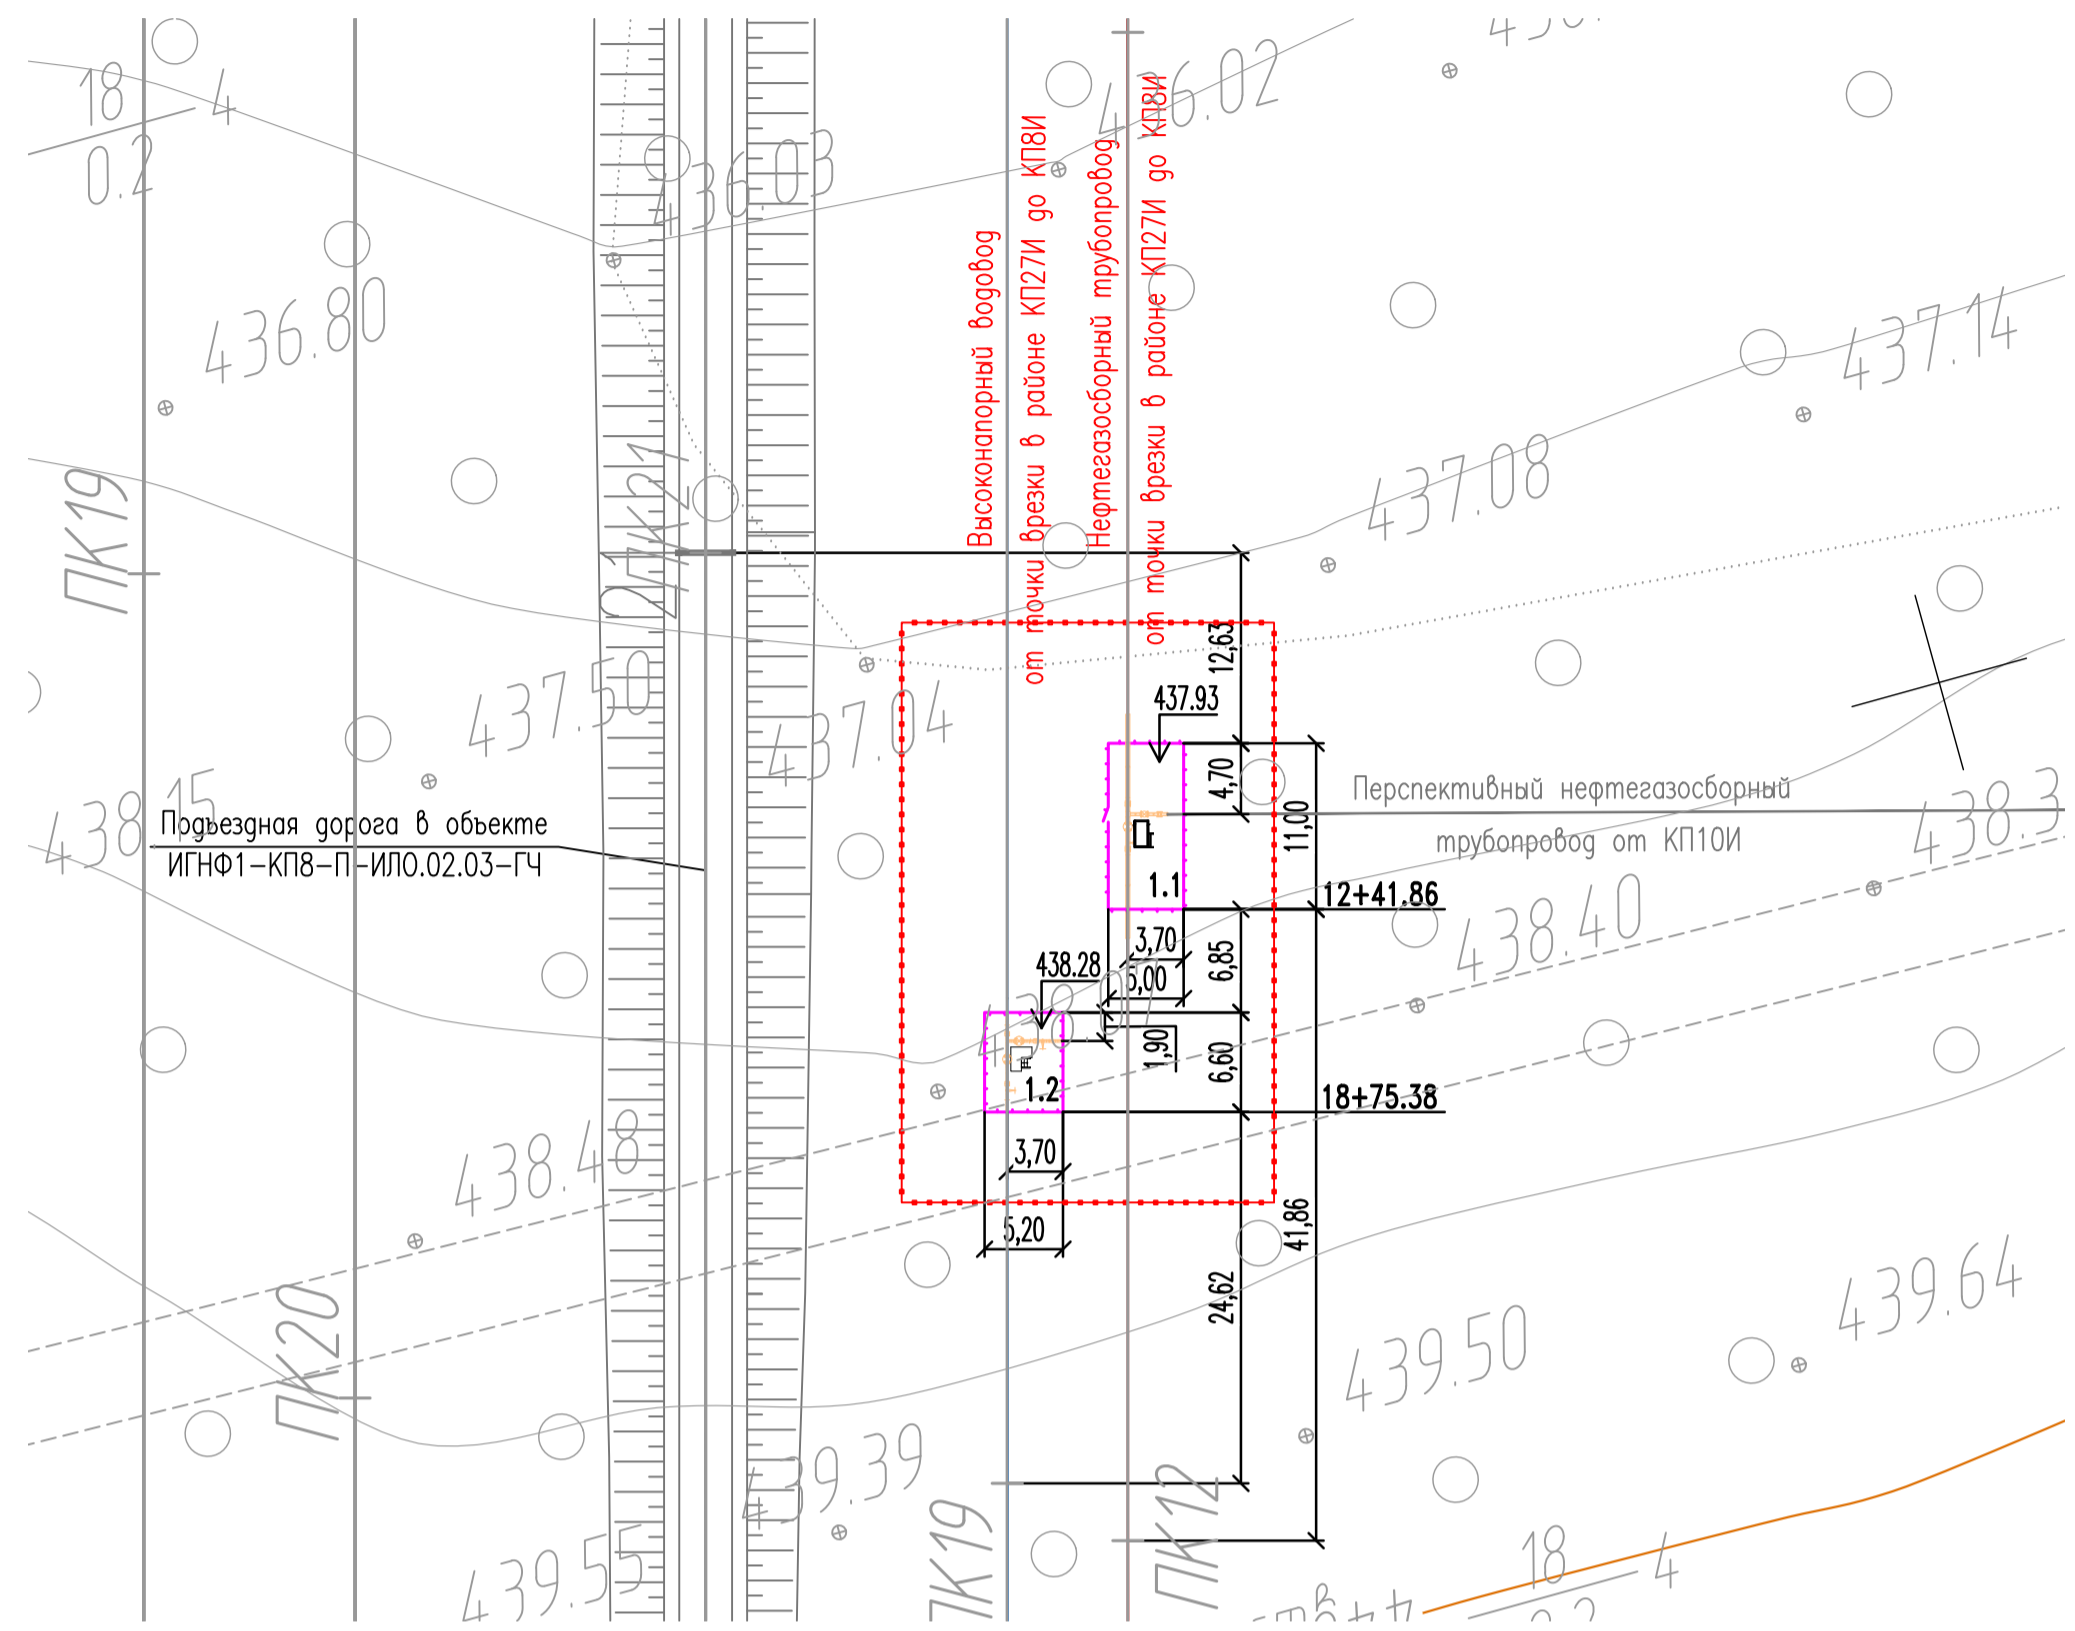 436.02
18
4
0.2
436.03
436.80
437.14
Высоконапорный водовод
от точки врезки в районе КП27И до КП8И
Нефтегазосборный трубопровод
от точки врезки в районе КП27И до КП8И
ПК19
2ПК21
437.08
12,63
437.50
437.04
437.93
4,70
11,00
Перспективный нефтегазосборный
трубопровод от КП10И
438.15
438.3
Подъездная дорога в объекте
ИГНФ1-КП8-П-ИЛО.02.03-ГЧ
1.1
12+41.86
438.40
3,70
5,00
6,85
438.28
1,90
6,60
1.2
18+75.38
438.48
3,70
5,20
41,86
24,62
439.64
439.50
ПК20
439.39
ПК19
ПК12
439.55
18
4